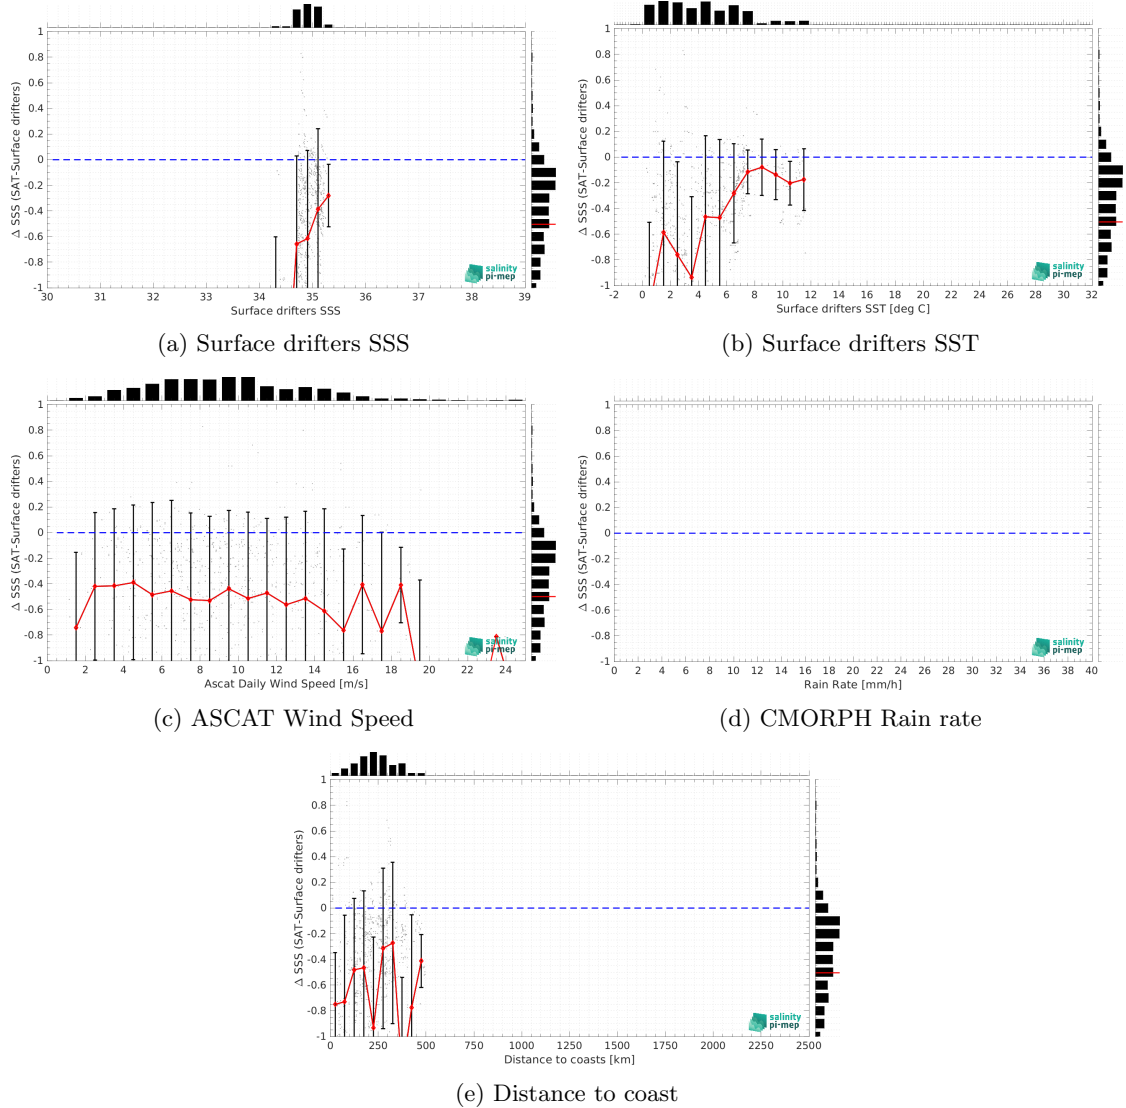 1
0.8
0.6
0.4
0.2
0
-0.2
-0.4
-0.6
-0.8
-1
Δ SSS (SAT-Surface drifters)
30 31 32 33 34 35 36 37 38 39
Surface drifters SSS
salinity
pi-mep
(a) Surface drifters SSS
1
0.8
0.6
0.4
0.2
0
-0.2
-0.4
-0.6
-0.8
-1
Δ SSS (SAT-Surface drifters)
-2 0 2 4 6 8 10 12 14 16 18 20 22 24 26 28 30 32
Surface drifters SST [deg C]
salinity
pi-mep
(b) Surface drifters SST
1
0.8
0.6
0.4
0.2
0
-0.2
-0.4
-0.6
-0.8
-1
Δ SSS (SAT-Surface drifters)
0 2 4 6 8 10 12 14 16 18 20 22 24
Ascat Daily Wind Speed [m/s]
salinity
pi-mep
(c) ASCAT Wind Speed
1
0.8
0.6
0.4
0.2
0
-0.2
-0.4
-0.6
-0.8
-1
Δ SSS (SAT-Surface drifters)
0 2 4 6 8 10 12 14 16 18 20 22 24 26 28 30 32 34 36 38 40
Rain Rate [mm/h]
salinity
pi-mep
(d) CMORPH Rain rate
1
0.8
0.6
0.4
0.2
0
-0.2
-0.4
-0.6
-0.8
-1
Δ SSS (SAT-Surface drifters)
0 250 500 750 1000 1250 1500 1750 2000 2250 2500
Distance to coasts [km]
salinity
pi-mep
(e) Distance to coast